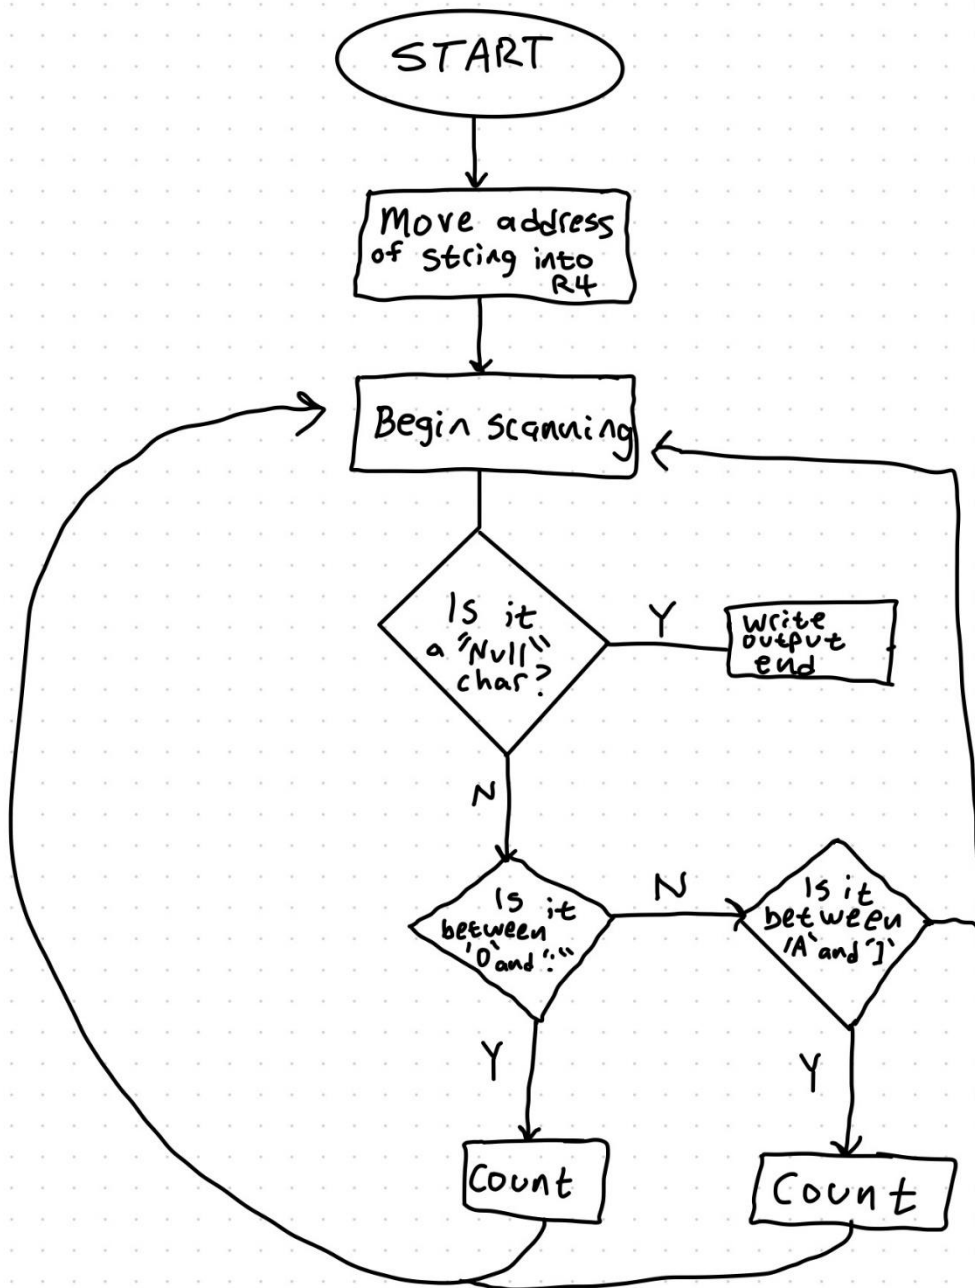 START
Move address
of string into
R4
Begin scanning
Is it
a "Null"
char?
Y
Write
output
end
N
Is it
between
'0' and ':'
N
Is it
between
'A' and ']'
Y
Y
Count
Count